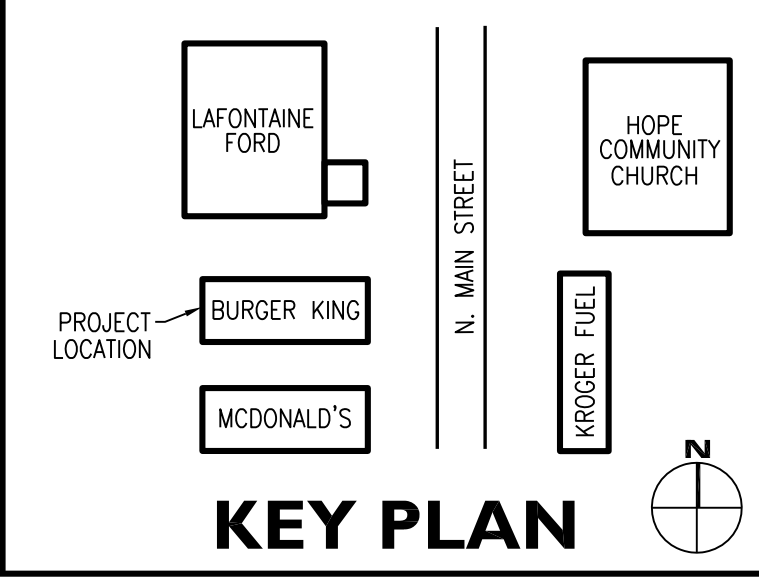 LAFONTAINE
FORD
HOPE
COMMUNITY
CHURCH
N. MAIN STREET
BURGER KING
PROJECT
LOCATION
KROGER FUEL
MCDONALD'S
N
KEY PLAN